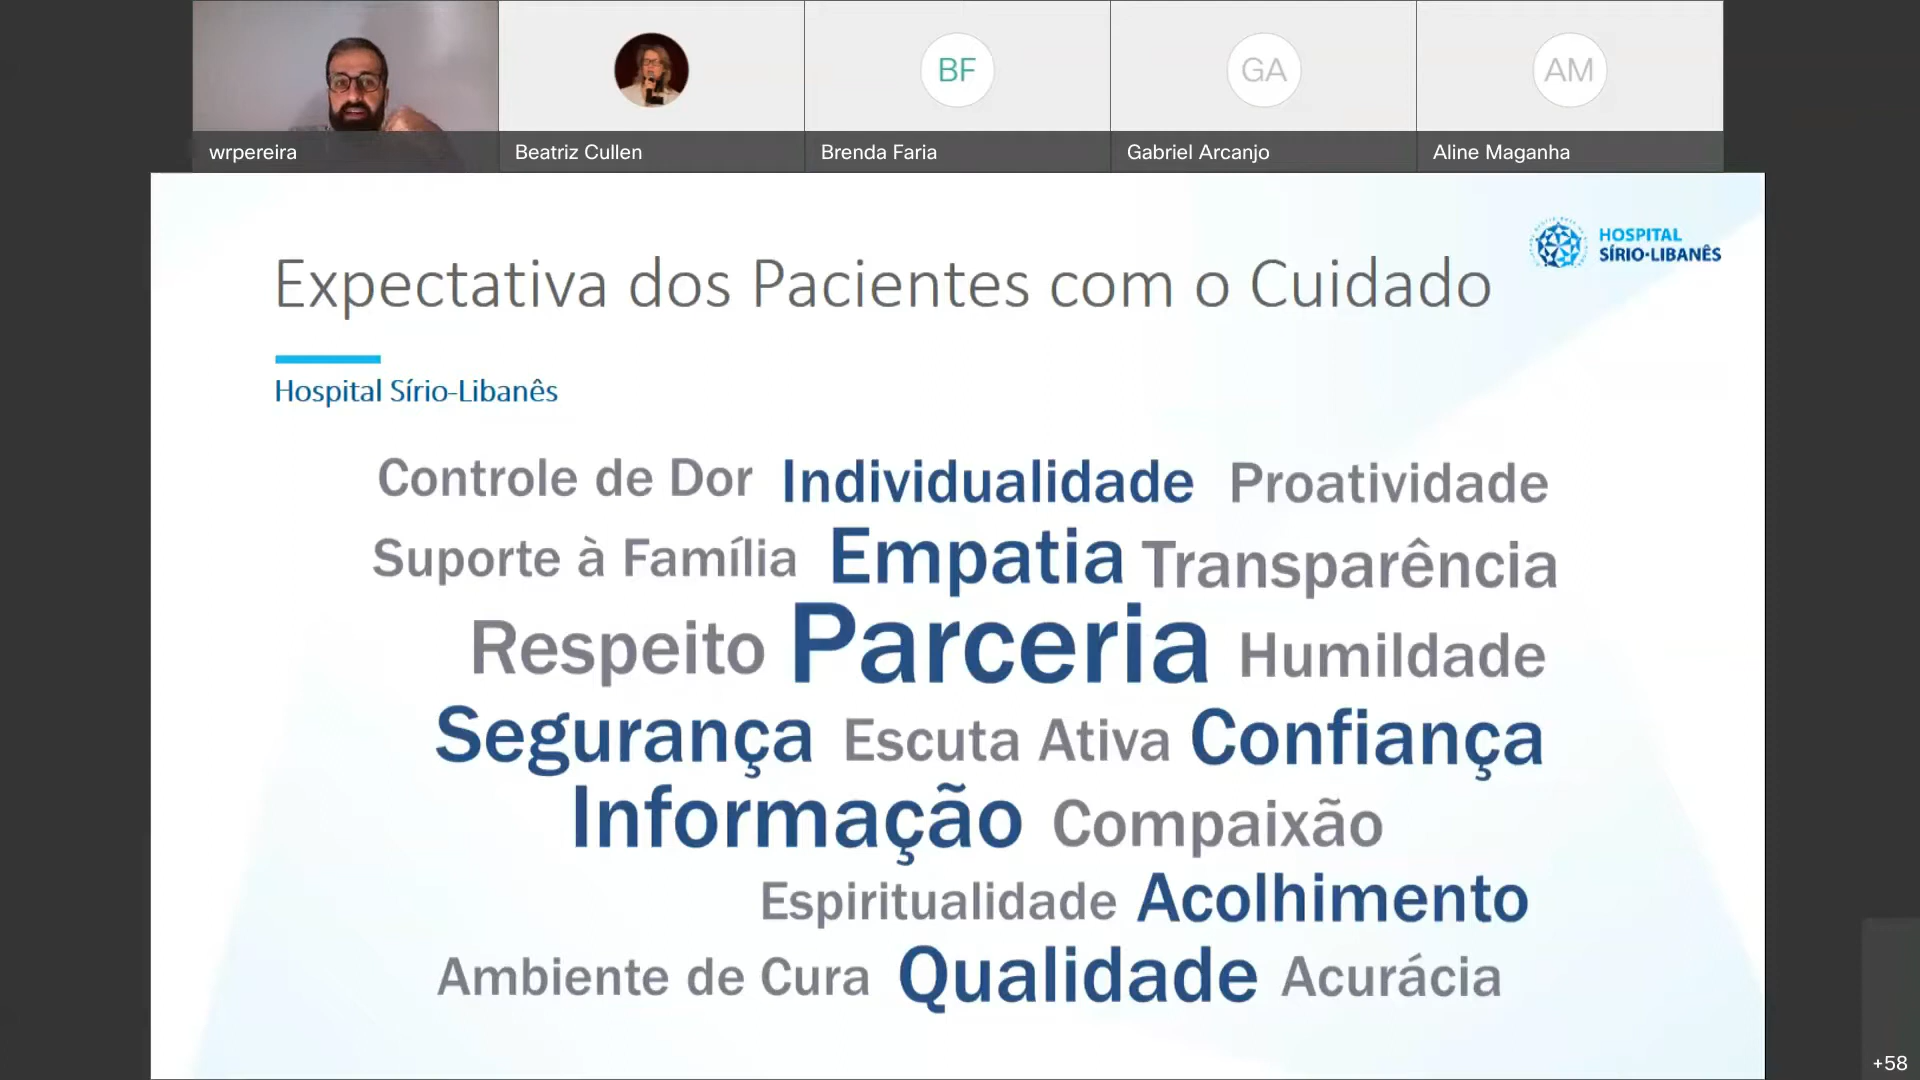 BF
GA
AM
wrpereira
Beatriz Cullen
Brenda Faria
Gabriel Arcanjo
Aline Maganha
HOSPITAL
SÍRIO-LIBANÊS
Expectativa dos Pacientes com o Cuidado
Hospital Sírio-Libanês
Controle de Dor Individualidade Proatividade
Suporte à Família Empatia Transparência
Respeito Parceria Humildade
Segurança Escuta Ativa Confiança
Informação Compaixão
Espiritualidade Acolhimento
Ambiente de Cura Qualidade Acurácia
+58